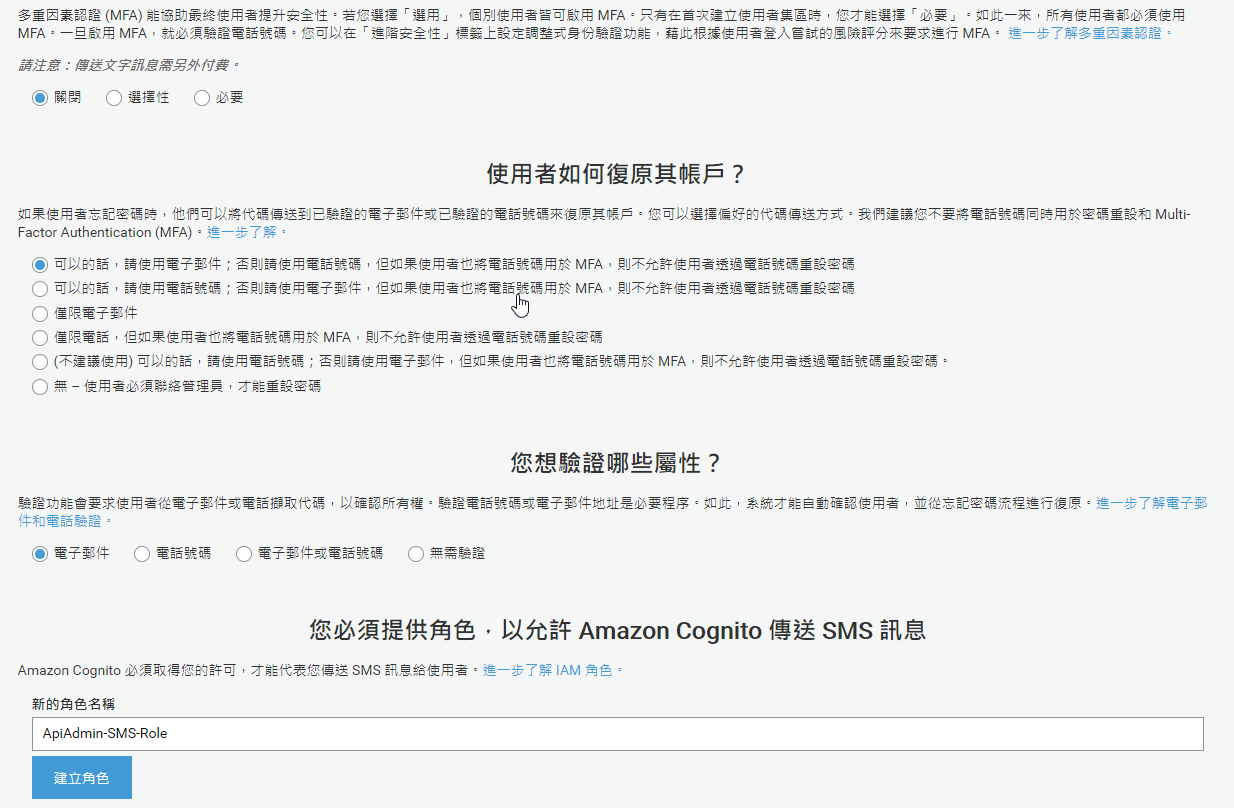 多重因素認證 (MFA) 能協助最終使用者提升安全性。若您選擇「選用」，個別使用者皆可啟用 MFA。只有在首次建立使用者集區時，您才能選擇「必要」。如此一來，所有使用者都必須使用
MFA。一旦啟用 MFA，就必須驗證電話號碼。您可以在「進階安全性」標籤上設定調整式身份驗證功能，藉此根據使用者登入嘗試的風險評分來要求進行 MFA。 進一步了解多重因素認證。
請注意：傳送文字訊息需另外付費。
關閉 選擇性 必要
使用者如何復原其帳戶？
如果使用者忘記密碼時，他們可以將代碼傳送到已驗證的電子郵件或已驗證的電話號碼來復原其帳戶。您可以選擇偏好的代碼傳送方式。我們建議您不要將電話號碼同時用於密碼重設和 Multi-
Factor Authentication (MFA)。進一步了解。
可以的話，請使用電子郵件；否則請使用電話號碼，但如果使用者也將電話號碼用於 MFA，則不允許使用者透過電話號碼重設密碼
可以的話，請使用電話號碼；否則請使用電子郵件，但如果使用者也將電話號碼用於 MFA，則不允許使用者透過電話號碼重設密碼
僅限電子郵件
僅限電話，但如果使用者也將電話號碼用於 MFA，則不允許使用者透過電話號碼重設密碼
(不建議使用) 可以的話，請使用電話號碼；否則請使用電子郵件，但如果使用者也將電話號碼用於 MFA，則不允許使用者透過電話號碼重設密碼。
無 – 使用者必須聯絡管理員，才能重設密碼
您想驗證哪些屬性？
驗證功能會要求使用者從電子郵件或電話擷取代碼，以確認所有權。驗證電話號碼或電子郵件地址是必要程序。如此，系統才能自動確認使用者，並從忘記密碼流程進行復原。進一步了解電子郵
件和電話驗證。
電子郵件 電話號碼 電子郵件或電話號碼 無需驗證
您必須提供角色，以允許 Amazon Cognito 傳送 SMS 訊息
Amazon Cognito 必須取得您的許可，才能代表您傳送 SMS 訊息給使用者。進一步了解 IAM 角色。
新的角色名稱
ApiAdmin-SMS-Role
建立角色